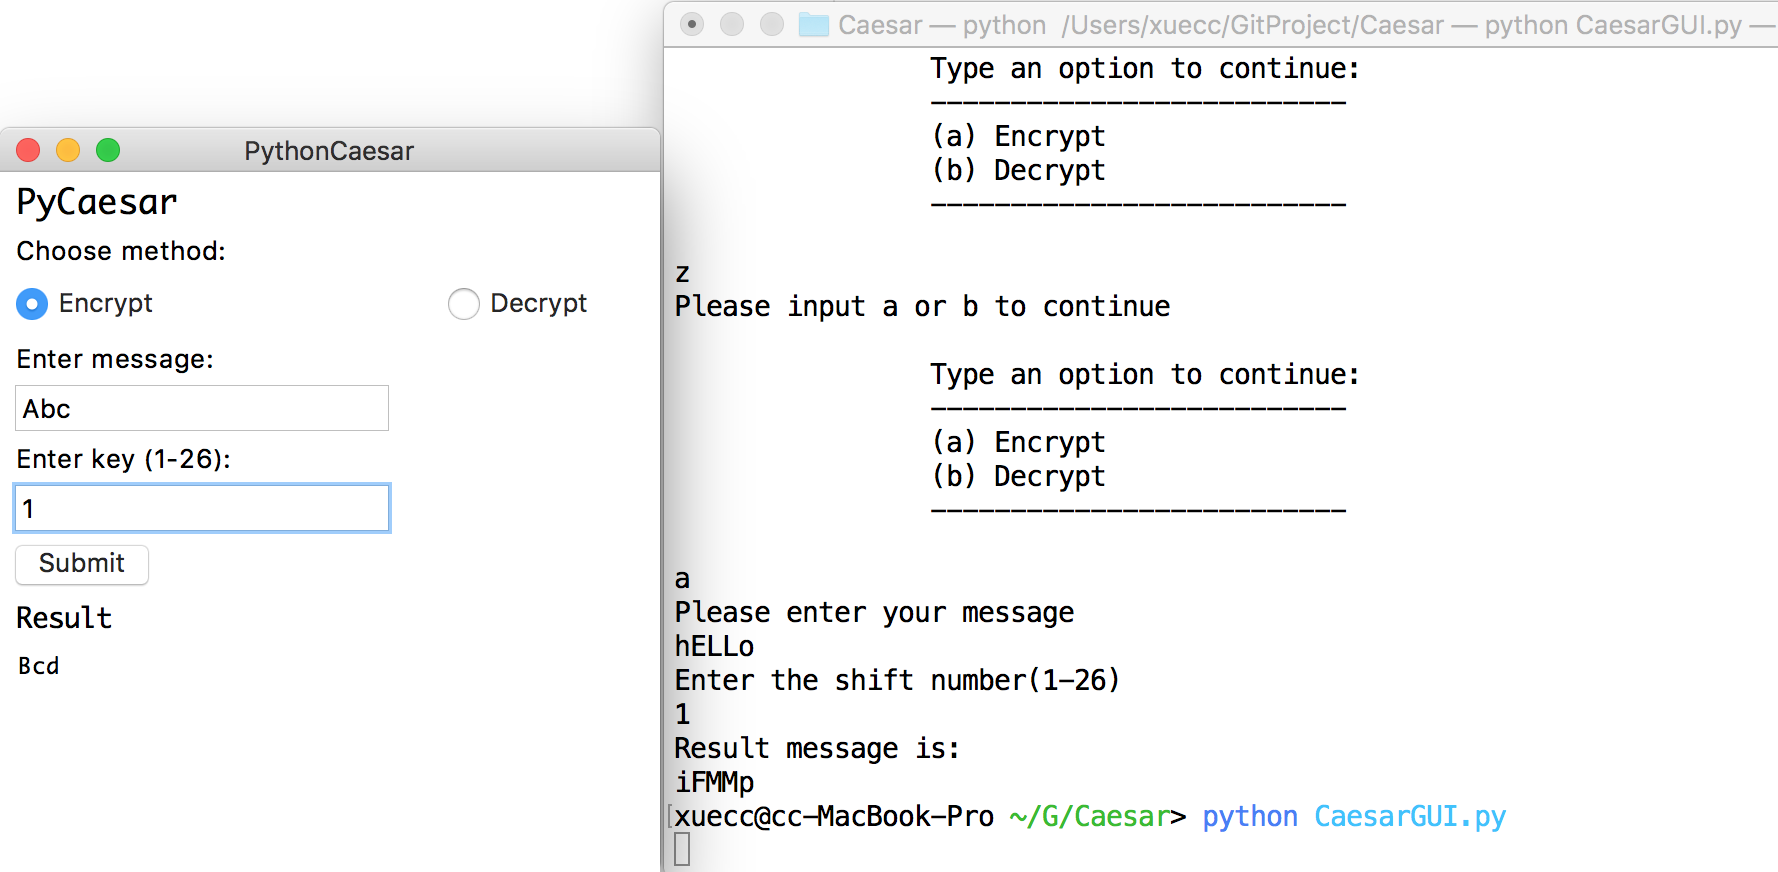 PythonCaesar
PyCaesar
Choose method:
Encrypt Decrypt
Enter message:
Abc
Enter key (1-26):
1
Submit
Result
Bcd
Caesar — python /Users/xuecc/GitProject/Caesar — python CaesarGUI.py —
Type an option to continue:
--------------------------
(a) Encrypt
(b) Decrypt
--------------------------
z
Please input a or b to continue
Type an option to continue:
--------------------------
(a) Encrypt
(b) Decrypt
--------------------------
a
Please enter your message
hELLo
Enter the shift number(1-26)
1
Result message is:
iFMMp
[xuecc@cc-MacBook-Pro ~/G/Caesar> python CaesarGUI.py